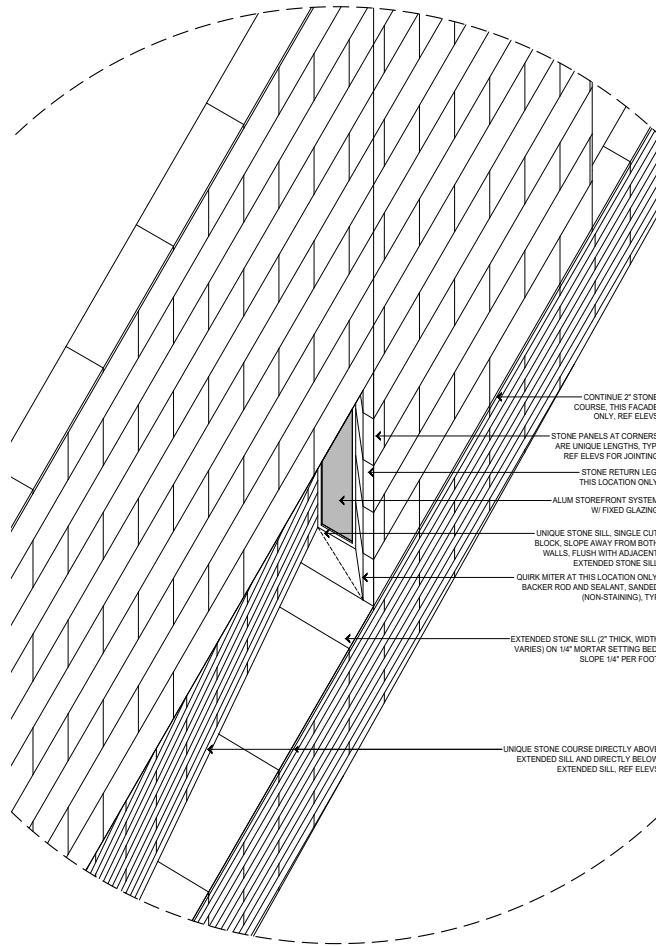 CONTINUE 2" STONE
COURSE, THIS FACADE
ONLY, REF ELEVS
STONE PANELS AT CORNERS
ARE UNIQUE LENGTHS, TYP.
REF ELEVS FOR JOINTING
STONE RETURN LEG,
THIS LOCATION ONLY
ALUM STOREFRONT SYSTEM
W/ FIXED GLAZING
UNIQUE STONE SILL, SINGLE CUT
BLOCK, SLOPE AWAY FROM BOTH
WALLS, FLUSH WITH ADJACENT
EXTENDED STONE SILL
QUIRK MITER AT THIS LOCATION ONLY,
BACKER ROD AND SEALANT, SANDED
(NON-STAINING), TYP
EXTENDED STONE SILL (2" THICK, WIDTH
VARIES) ON 1/4" MORTAR SETTING BED,
SLOPE 1/4" PER FOOT
UNIQUE STONE COURSE DIRECTLY ABOVE
EXTENDED SILL AND DIRECTLY BELOW
EXTENDED SILL, REF ELEVS